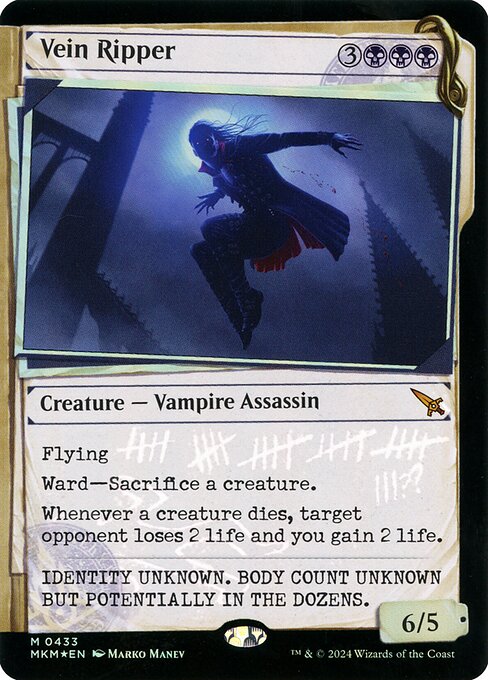 Vein Ripper 3
Creature — Vampire Assassin
Flying
Ward—Sacrifice a creature.
Whenever a creature dies, target
opponent loses 2 life and you gain 2 life.
IDENTITY UNKNOWN. BODY COUNT UNKNOWN
BUT POTENTIALLY IN THE DOZENS.
6/5
M 0433
MKM★EN Marko Manev
™ & © 2024 Wizards of the Coast